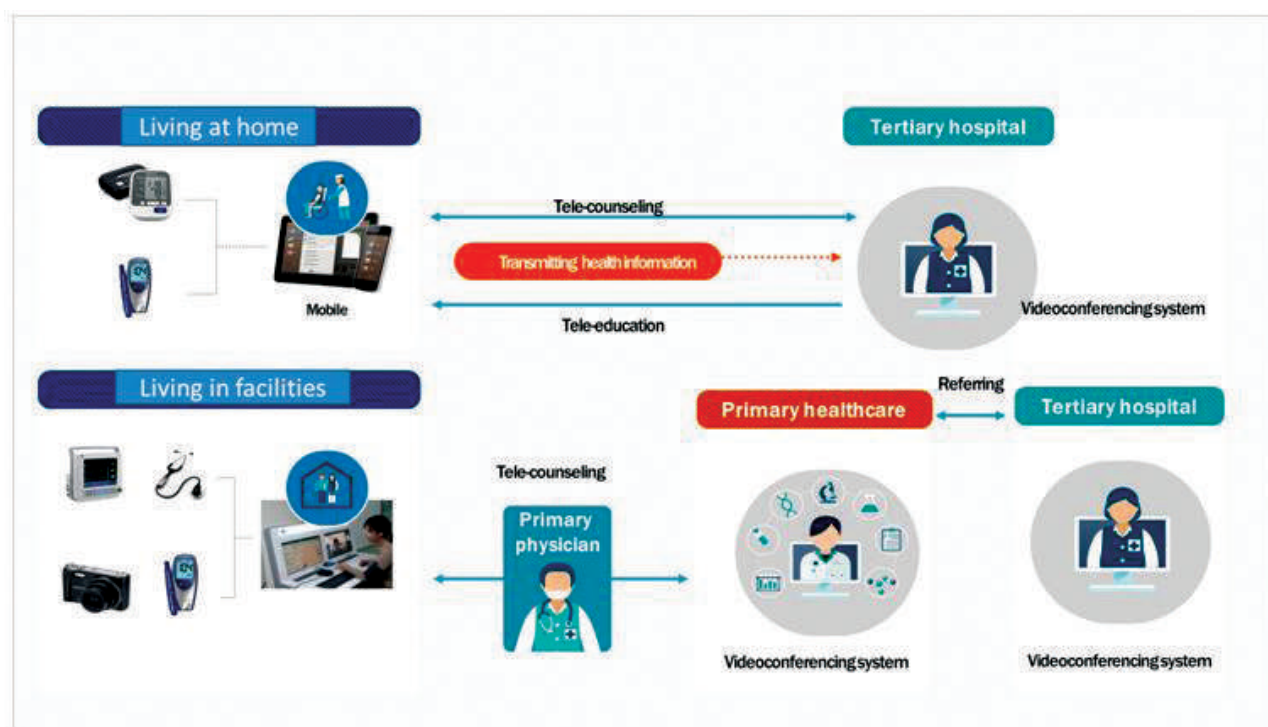 Living at home
Tertiary hospital
Tele-counseling
Transmitting health information
Mobile
Tele-education
Videoconferencing system
Living in facilities
Referring
Primary healthcare
Tertiary hospital
Tele-counseling
Primary
physician
Videoconferencing system
Videoconferencing system